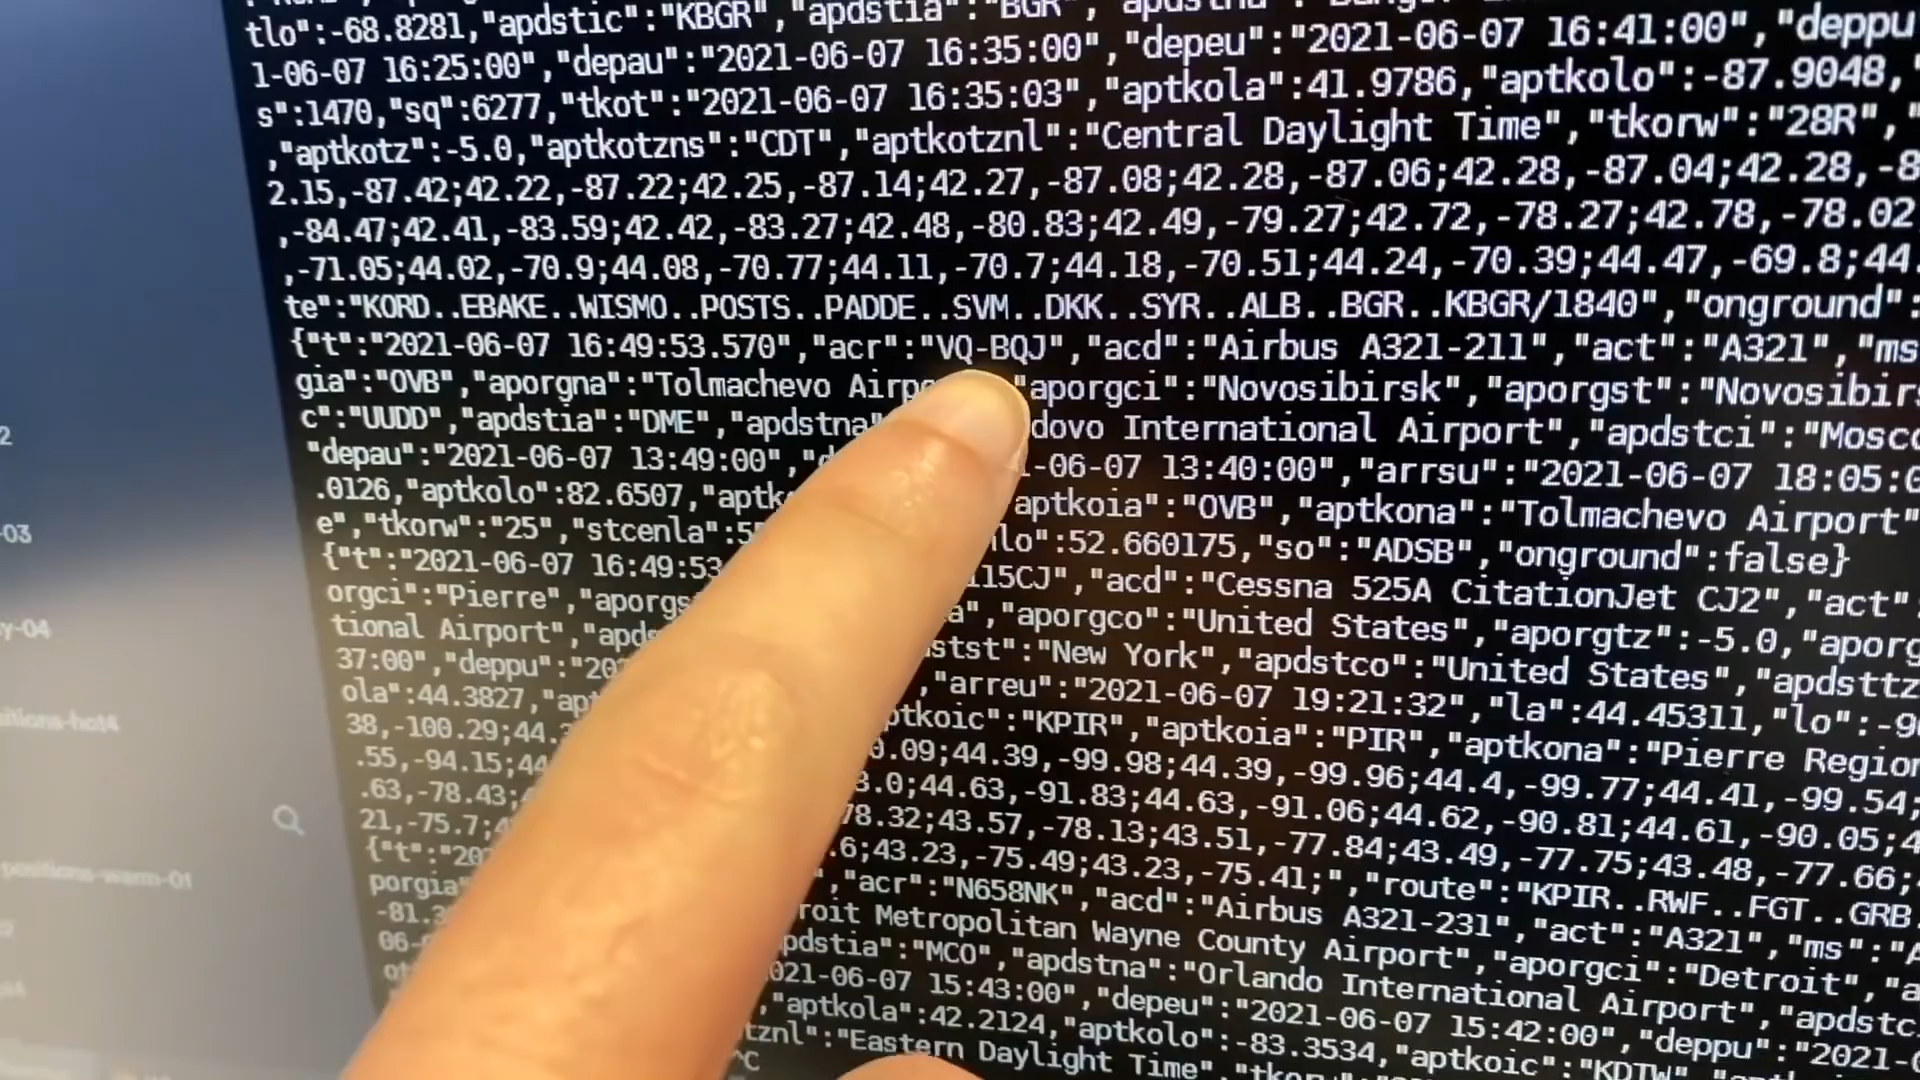 tlo":-68.8281,"apdstic":"KBGR","apdstia":"BGR",
1-06-07 16:25:00","depau":"2021-06-07 16:35:00","depeu":"2021-06-07 16:41:00","deppu
s":1470,"sq":6277,"tkot":"2021-06-07 16:35:03","aptkola":41.9786,"aptkolo":-87.9048,"
,"aptkotz":-5.0,"aptkotzns":"CDT","aptkotznl":"Central Daylight Time","tkorw":"28R","
2.15,-87.42;42.22,-87.22;42.25,-87.14;42.27,-87.08;42.28,-87.06;42.28,-87.04;42.28,-8
,-84.47;42.41,-83.59;42.42,-83.27;42.48,-80.83;42.49,-79.27;42.72,-78.27;42.78,-78.02
,-71.05;44.02,-70.9;44.08,-70.77;44.11,-70.7;44.18,-70.51;44.24,-70.39;44.47,-69.8;44.
te":"KORD..EBAKE..WISMO..POSTS..PADDE..SVM..DKK..SYR..ALB..BGR..KBGR/1840","onground":
{"t":"2021-06-07 16:49:53.570","acr":"VQ-BQJ","acd":"Airbus A321-211","act":"A321","ms
gia":"OVB","aporgna":"Tolmachevo Airp "aporgci":"Novosibirsk","aporgst":"Novosibirs
c":"UUDD","apdstia":"DME","apdstna" dovo International Airport","apdstci":"Mosco
"depau":"2021-06-07 13:49:00"," -06-07 13:40:00","arrsu":"2021-06-07 18:05:0
.0126,"aptkolo":82.6507,"aptk aptkoia":"OVB","aptkona":"Tolmachevo Airport"
e","tkorw":"25","stcenla":5 lo":52.660175,"so":"ADSB","onground":false}
{"t":"2021-06-07 16:49:53 115CJ","acd":"Cessna 525A CitationJet CJ2","act":
orgci":"Pierre","aporgs a","aporgco":"United States","aporgtz":-5.0,"aporg
tional Airport","apds stst":"New York","apdstco":"United States","apdsttz
37:00","deppu":"20 ,"arreu":"2021-06-07 19:21:32","la":44.45311,"lo":-9
ola":44.3827,"ap ptkoic":"KPIR","aptkoia":"PIR","aptkona":"Pierre Region
38,-100.29;44. 0.09;44.39,-99.98;44.39,-99.96;44.4,-99.77;44.41,-99.54;
.55,-94.15;44 3.0;44.63,-91.83;44.63,-91.06;44.62,-90.81;44.61,-90.05;4
.63,-78.43; 78.32;43.57,-78.13;43.51,-77.84;43.49,-77.75;43.48,-77.66;
21,-75.7;4 .6;43.23,-75.49;43.23,-75.41;","route":"KPIR..RWF..FGT..GRB.
{"t":"20 ","acr":"N658NK","acd":"Airbus A321-231","act":"A321","ms":"A
porgia" roit Metropolitan Wayne County Airport","aporgci":"Detroit","a
-81.3 pdstia":"MCO","apdstna":"Orlando International Airport","apdstc
06- 021-06-07 15:43:00","depeu":"2021-06-07 15:42:00","deppu":"2021-
,"aptkola":42.2124,"aptkolo":-83.3534,"aptkoic":"KDTW","
tznl":"Eastern Daylight Time","
^C
2
-03
y-04
positions-warm-01